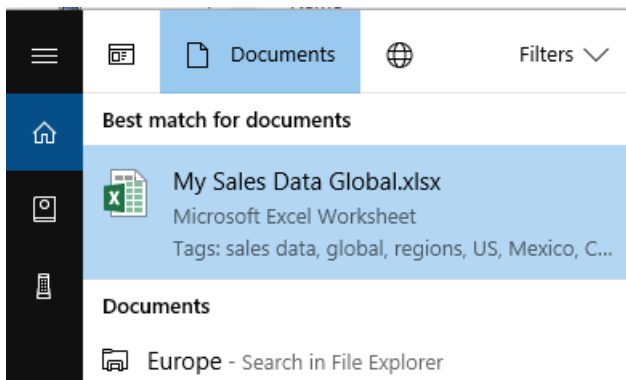 Documents
Filters
Best match for documents
My Sales Data Global.xlsx
Microsoft Excel Worksheet
Tags: sales data, global, regions, US, Mexico, C...
Documents
Europe - Search in File Explorer